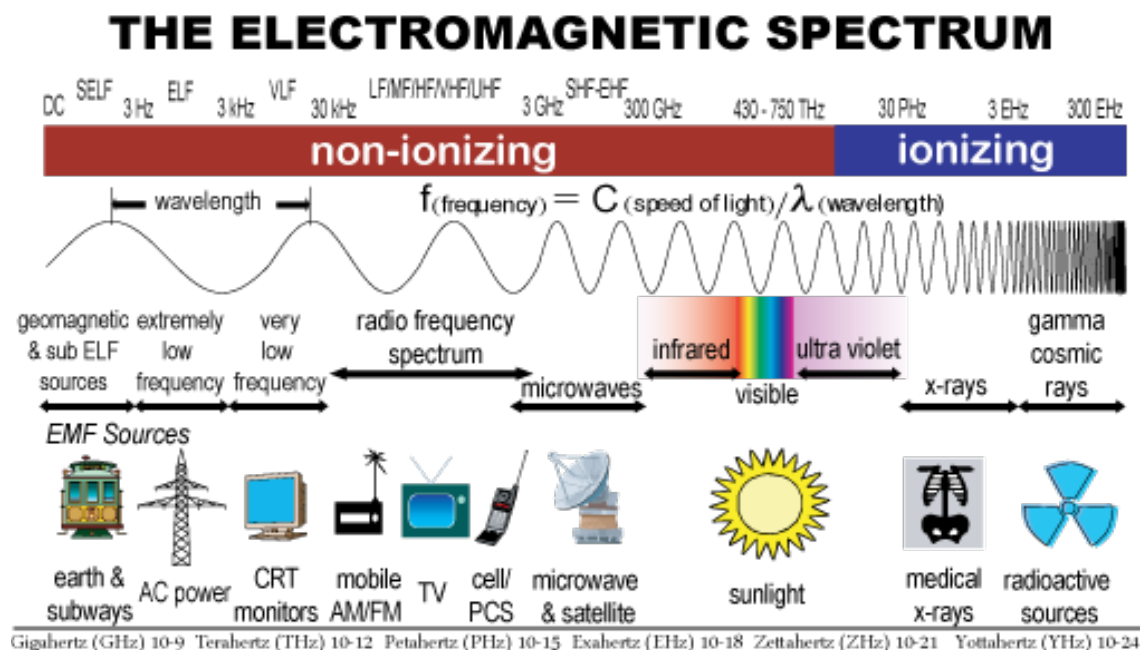 THE ELECTROMAGNETIC SPECTRUM
DC SELF 3 Hz ELF 3 kHz VLF 30 kHz LF/MF/HF/VHF/UHF 3 GHz SHF-EHF 300 GHz 430 - 750 THz 30 PHz 3 EHz 300 EHz
non-ionizing ionizing
wavelength
f(frequency) = C (speed of light)/λ(wavelength)
geomagnetic
& sub ELF
sources
extremely
low
frequency
very
low
frequency
radio frequency
spectrum
microwaves
infrared
visible
ultra violet
x-rays
gamma
cosmic
rays
EMF Sources
earth &
subways
AC power
CRT
monitors
mobile
AM/FM
TV
cell/
PCS
microwave
& satellite
sunlight
medical
x-rays
radioactive
sources
Gigahertz (GHz) 10-9 Terahertz (THz) 10-12 Petahertz (PHz) 10-15 Exahertz (EHz) 10-18 Zettahertz (ZHz) 10-21 Yottahertz (YHz) 10-24